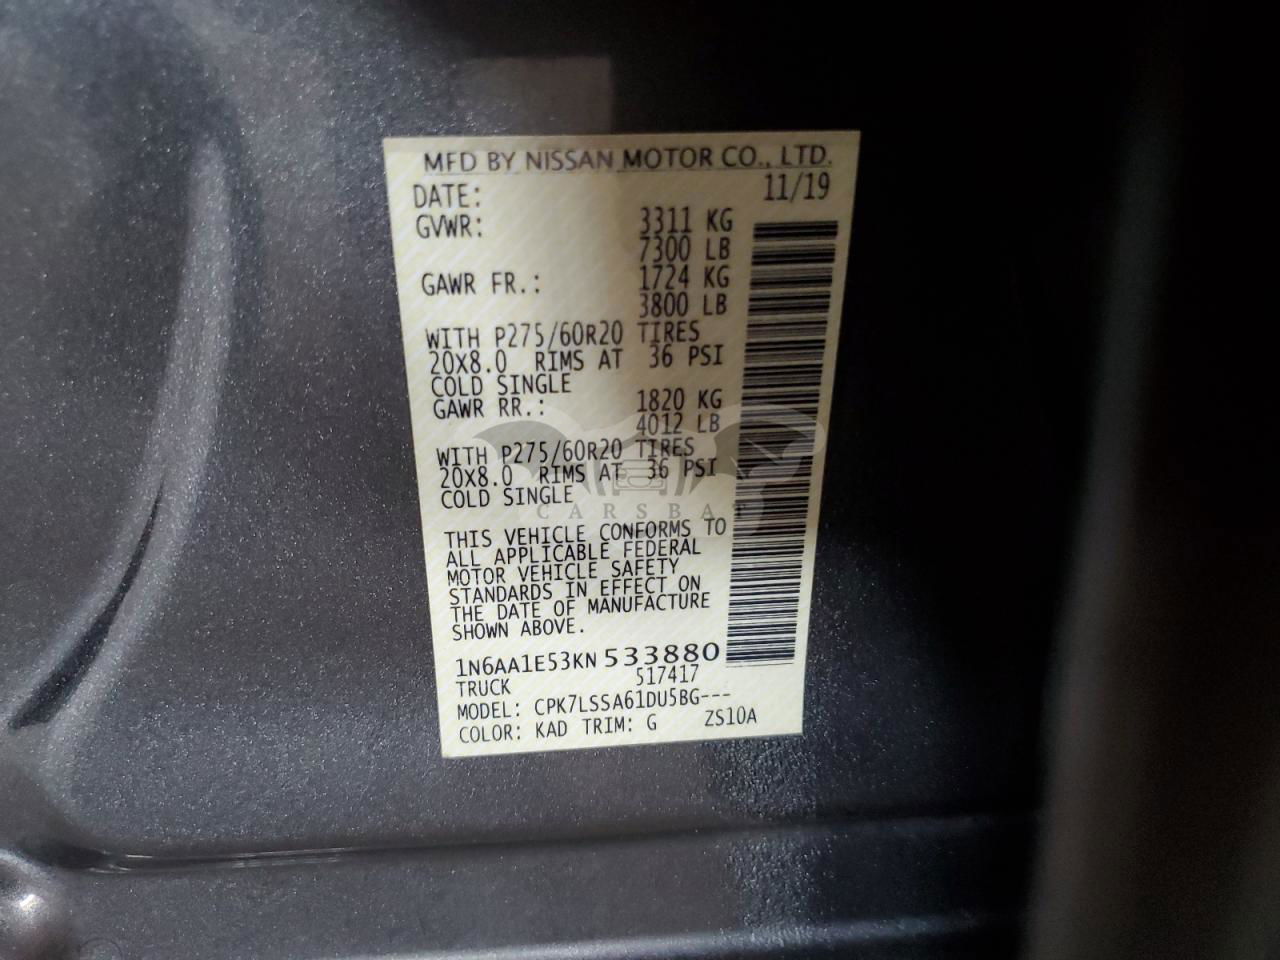 MFD BY NISSAN MOTOR CO., LTD.
DATE: 11/19
GVWR: 3311 KG
7300 LB
GAWR FR.: 1724 KG
3800 LB
WITH P275/60R20 TIRES
20X8.0 RIMS AT 36 PSI
COLD SINGLE
GAWR RR.: 1820 KG
4012 LB
WITH P275/60R20 TIRES
20X8.0 RIMS AT 36 PSI
COLD SINGLE
CARSBAT
THIS VEHICLE CONFORMS TO
ALL APPLICABLE FEDERAL
MOTOR VEHICLE SAFETY
STANDARDS IN EFFECT ON
THE DATE OF MANUFACTURE
SHOWN ABOVE.
1N6AA1E53KN533880
TRUCK 517417
MODEL: CPK7LSSA61DU5BG---
COLOR: KAD TRIM: G ZS10A